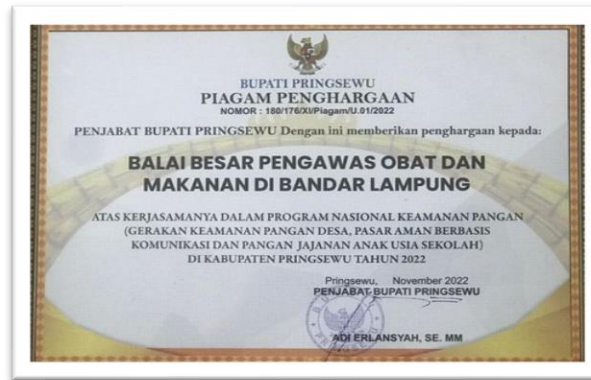 BUPATI PRINGSEWU
PIAGAM PENGHARGAAN
NOMOR : 180/176/XI/Piagam/U.01/2022
PENJABAT BUPATI PRINGSEWU Dengan ini memberikan penghargaan kepada:
BALAI BESAR PENGAWAS OBAT DAN
MAKANAN DI BANDAR LAMPUNG
ATAS KERJASAMANYA DALAM PROGRAM NASIONAL KEAMANAN PANGAN
(GERAKAN KEAMANAN PANGAN DESA, PASAR AMAN BERBASIS
KOMUNIKASI DAN PANGAN JAJANAN ANAK USIA SEKOLAH)
DI KABUPATEN PRINGSEWU TAHUN 2022
Pringsewu, November 2022
PENJABAT BUPATI PRINGSEWU
ADI ERLANSYAH, SE. MM